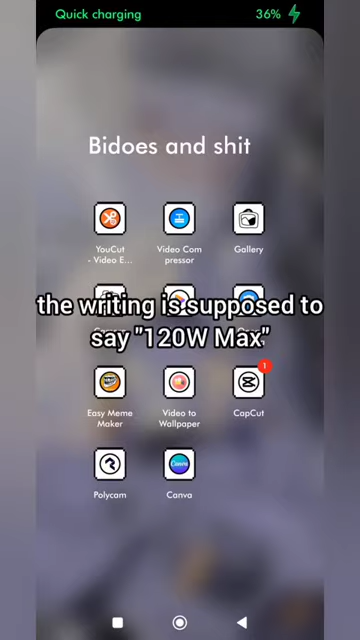 Quick charging
36%
Bidoes and shit
YouCut
- Video E...
Video Com
pressor
Gallery
the writing is supposed to
say "120W Max"
1
Easy Meme
Maker
Video to
Wallpaper
CapCut
Canva
Polycam
Canva